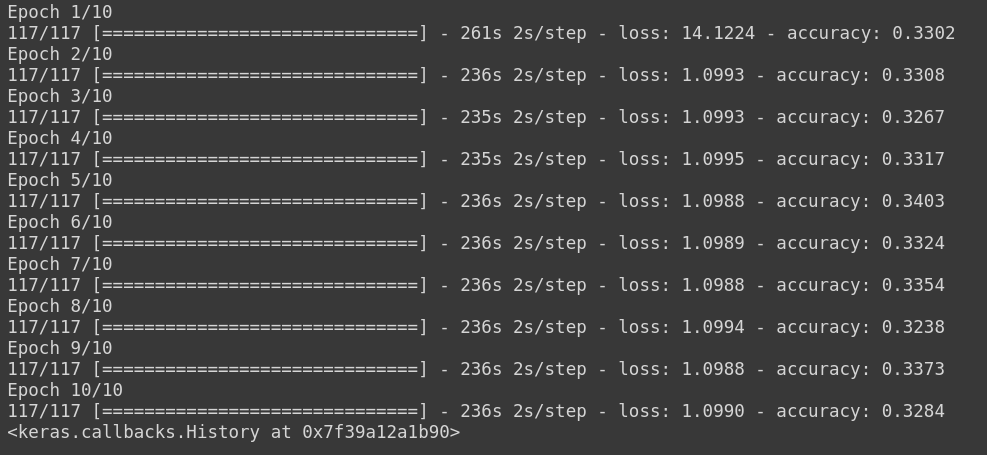 Epoch 1/10
117/117 [==============================] - 261s 2s/step - loss: 14.1224 - accuracy: 0.3302
Epoch 2/10
117/117 [==============================] - 236s 2s/step - loss: 1.0993 - accuracy: 0.3308
Epoch 3/10
117/117 [==============================] - 235s 2s/step - loss: 1.0993 - accuracy: 0.3267
Epoch 4/10
117/117 [==============================] - 235s 2s/step - loss: 1.0995 - accuracy: 0.3317
Epoch 5/10
117/117 [==============================] - 236s 2s/step - loss: 1.0988 - accuracy: 0.3403
Epoch 6/10
117/117 [==============================] - 236s 2s/step - loss: 1.0989 - accuracy: 0.3324
Epoch 7/10
117/117 [==============================] - 236s 2s/step - loss: 1.0988 - accuracy: 0.3354
Epoch 8/10
117/117 [==============================] - 236s 2s/step - loss: 1.0994 - accuracy: 0.3238
Epoch 9/10
117/117 [==============================] - 236s 2s/step - loss: 1.0988 - accuracy: 0.3373
Epoch 10/10
117/117 [==============================] - 236s 2s/step - loss: 1.0990 - accuracy: 0.3284
<keras.callbacks.History at 0x7f39a12a1b90>